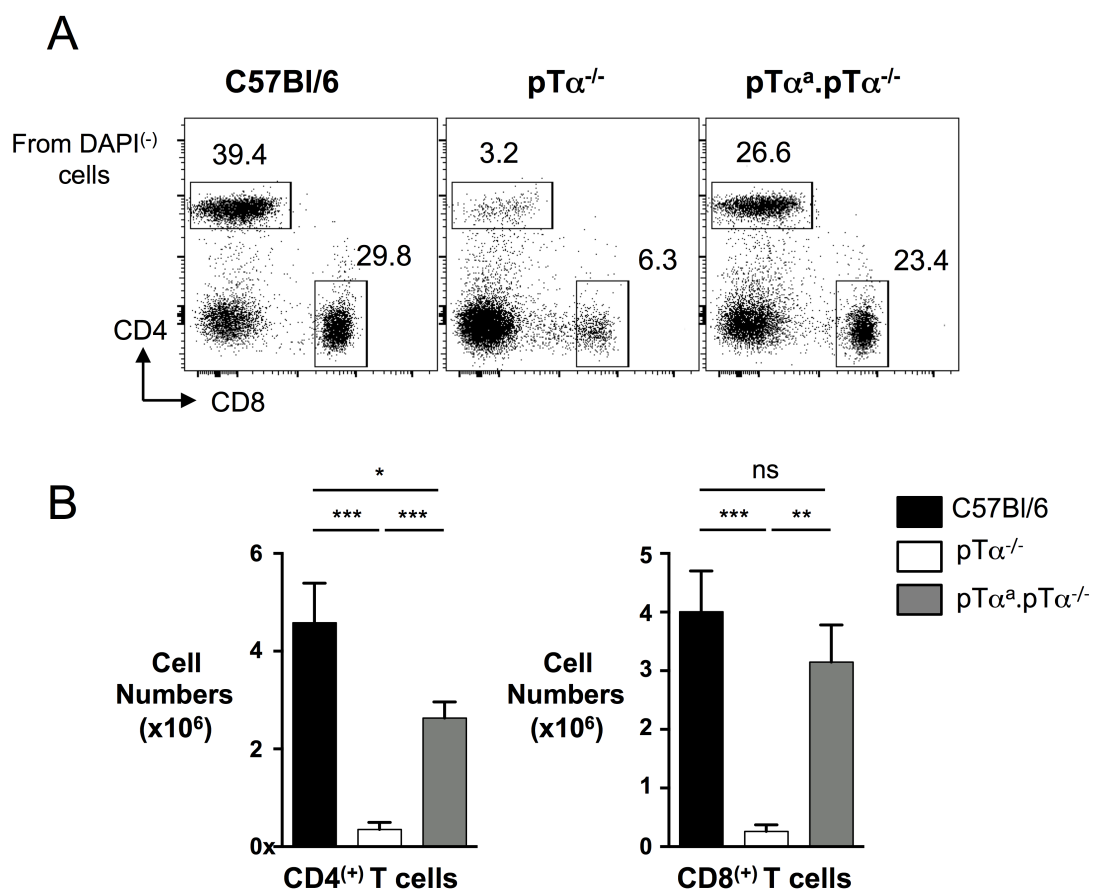 A
C57Bl/6
pTα-/-
pTαa.pTα-/-
From DAPI(-)
cells
39.4
3.2
26.6
29.8
6.3
23.4
CD4
CD8
B
*
***
***
ns
***
**
C57Bl/6
pTα-/-
pTαa.pTα-/-
6
4
2
0x
Cell
Numbers
(x106)
CD4(+) T cells
5
4
3
2
1
0
Cell
Numbers
(x106)
CD8(+) T cells